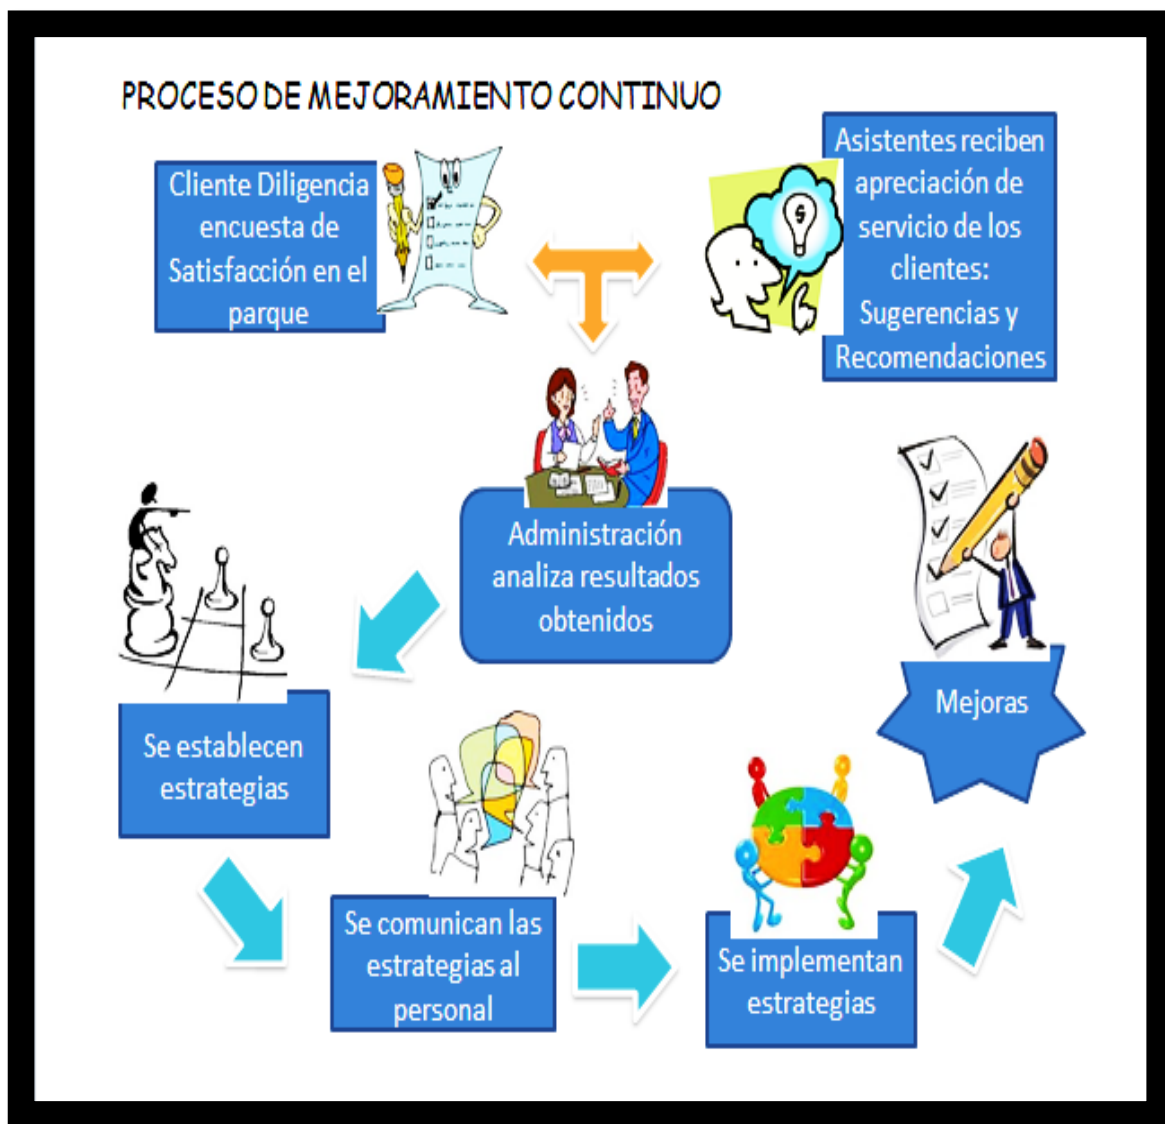 PROCESO DE MEJORAMIENTO CONTINUO
Cliente Diligencia
encuesta de
Satisfacción en el
parque
Asistentes reciben
apreciación de
servicio de los
clientes:
Sugerencias y
Recomendaciones
Administración
analiza resultados
obtenidos
Se establecen
estrategias
Se comunican las
estrategias al
personal
Se implementan
estrategias
Mejoras